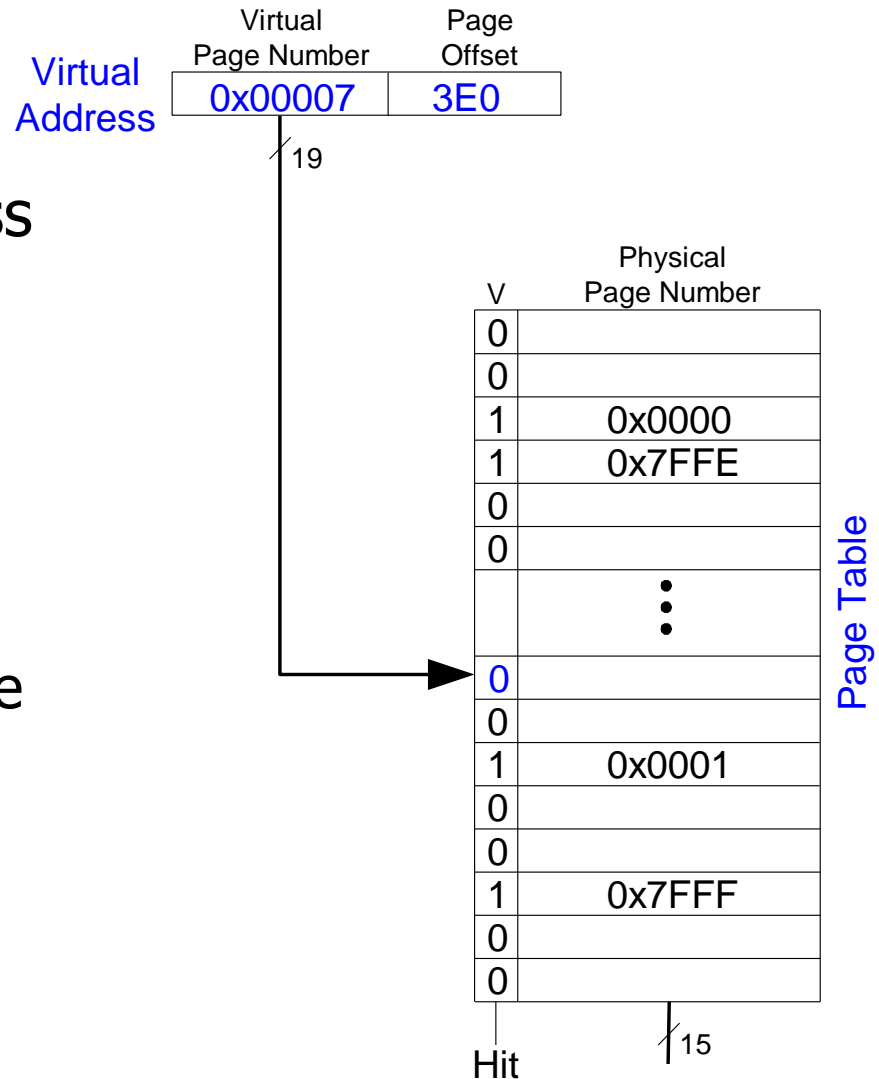 Virtual Page Number
Page Offset
Virtual Address
0x00007 3E0
19
ss
V
Physical Page Number
0
0
1 0x0000
1 0x7FFE
0
0
Page Table
e
0
0
1 0x0001
0
0
1 0x7FFF
0
0
15
Hit